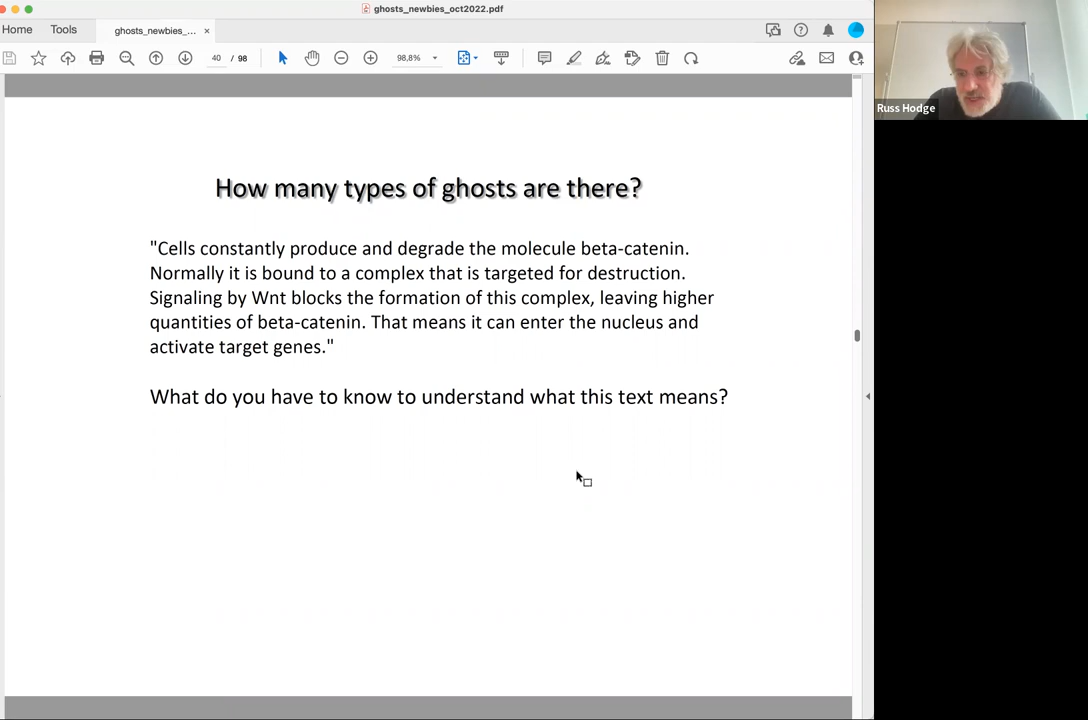 ghosts_newbies_oct2022.pdf
Home Tools ghosts_newbies_... ×
40 / 98 98,8%
Russ Hodge
How many types of ghosts are there?
"Cells constantly produce and degrade the molecule beta-catenin.
Normally it is bound to a complex that is targeted for destruction.
Signaling by Wnt blocks the formation of this complex, leaving higher
quantities of beta-catenin. That means it can enter the nucleus and
activate target genes."
What do you have to know to understand what this text means?